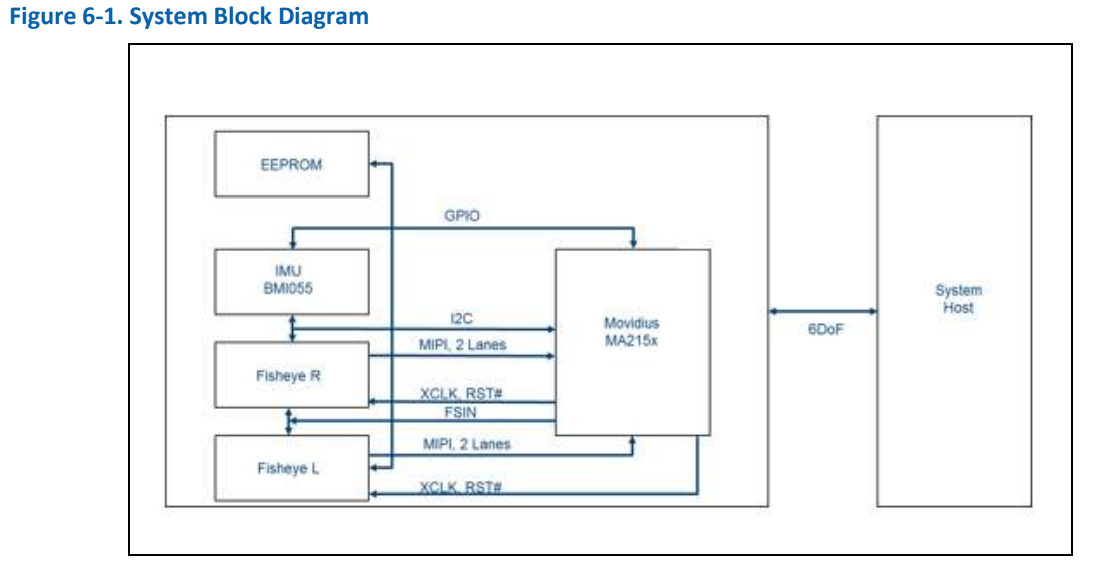 Figure 6-1. System Block Diagram
EEPROM
GPIO
IMU
BMI055
I2C
MIPI, 2 Lanes
Movidius
MA215x
Fisheye R
XCLK, RST#
FSIN
MIPI, 2 Lanes
Fisheye L
XCLK, RST#
6DoF
System
Host